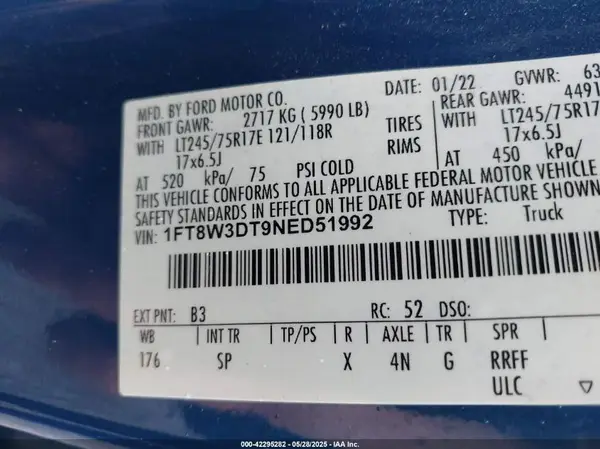 MFD. BY FORD MOTOR CO. DATE: 01/22 GVWR: 63
FRONT GAWR: 2717 KG ( 5990 LB) REAR GAWR: 4491
WITH LT245/75R17E 121/118R TIRES WITH LT245/75R17
17x6.5J RIMS 17x6.5J
AT 520 kPa/ 75 PSI COLD AT 450 kPa/
THIS VEHICLE CONFORMS TO ALL APPLICABLE FEDERAL MOTOR VEHICLE
SAFETY STANDARDS IN EFFECT ON THE DATE OF MANUFACTURE SHOWN
VIN: 1FT8W3DT9NED51992 TYPE: Truck
EXT PNT: B3 RC: 52 DSO:
WB INT TR TP/PS R AXLE TR SPR
176 SP X 4N G RRFF
ULC
000-42295282 - 05/28/2025 - IAA Inc.